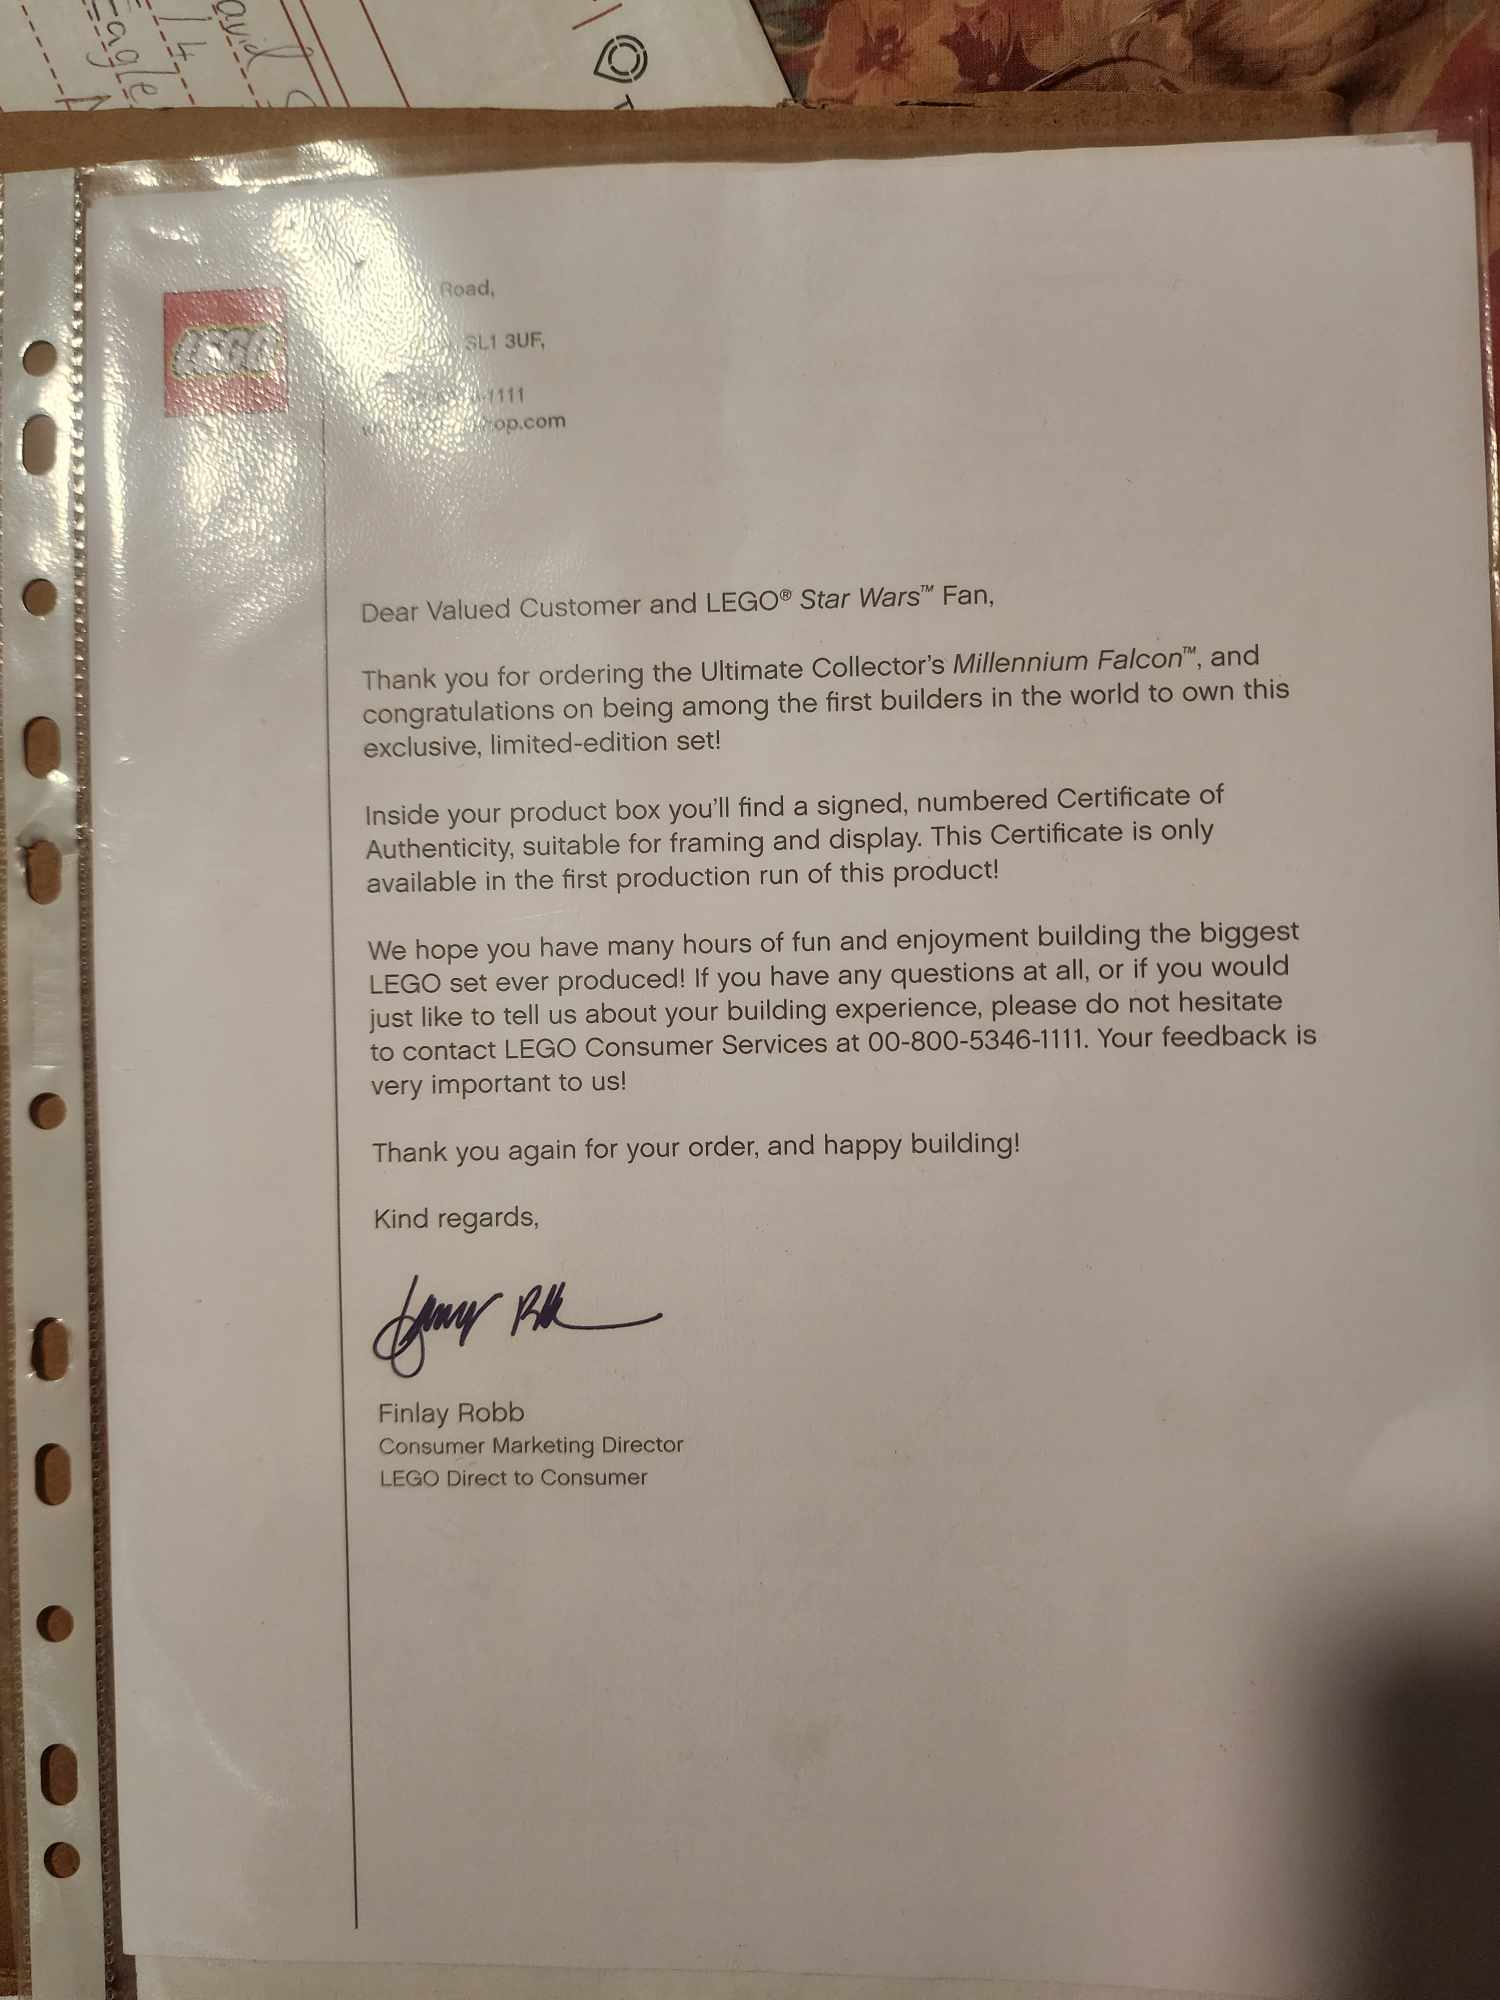 avid
14
Eagle
LEGO
Road,
SL1 3UF,
-1111
op.com
Dear Valued Customer and LEGO® Star Wars™ Fan,
Thank you for ordering the Ultimate Collector's Millennium Falcon™, and
congratulations on being among the first builders in the world to own this
exclusive, limited-edition set!
Inside your product box you'll find a signed, numbered Certificate of
Authenticity, suitable for framing and display. This Certificate is only
available in the first production run of this product!
We hope you have many hours of fun and enjoyment building the biggest
LEGO set ever produced! If you have any questions at all, or if you would
just like to tell us about your building experience, please do not hesitate
to contact LEGO Consumer Services at 00-800-5346-1111. Your feedback is
very important to us!
Thank you again for your order, and happy building!
Kind regards,
Finlay Robb
Consumer Marketing Director
LEGO Direct to Consumer